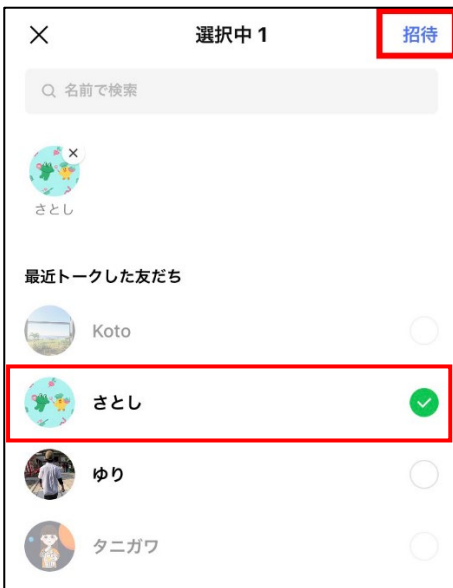 選択中 1
招待
名前で検索
さとし
最近トークした友だち
Koto
さとし
ゆり
タニガワ